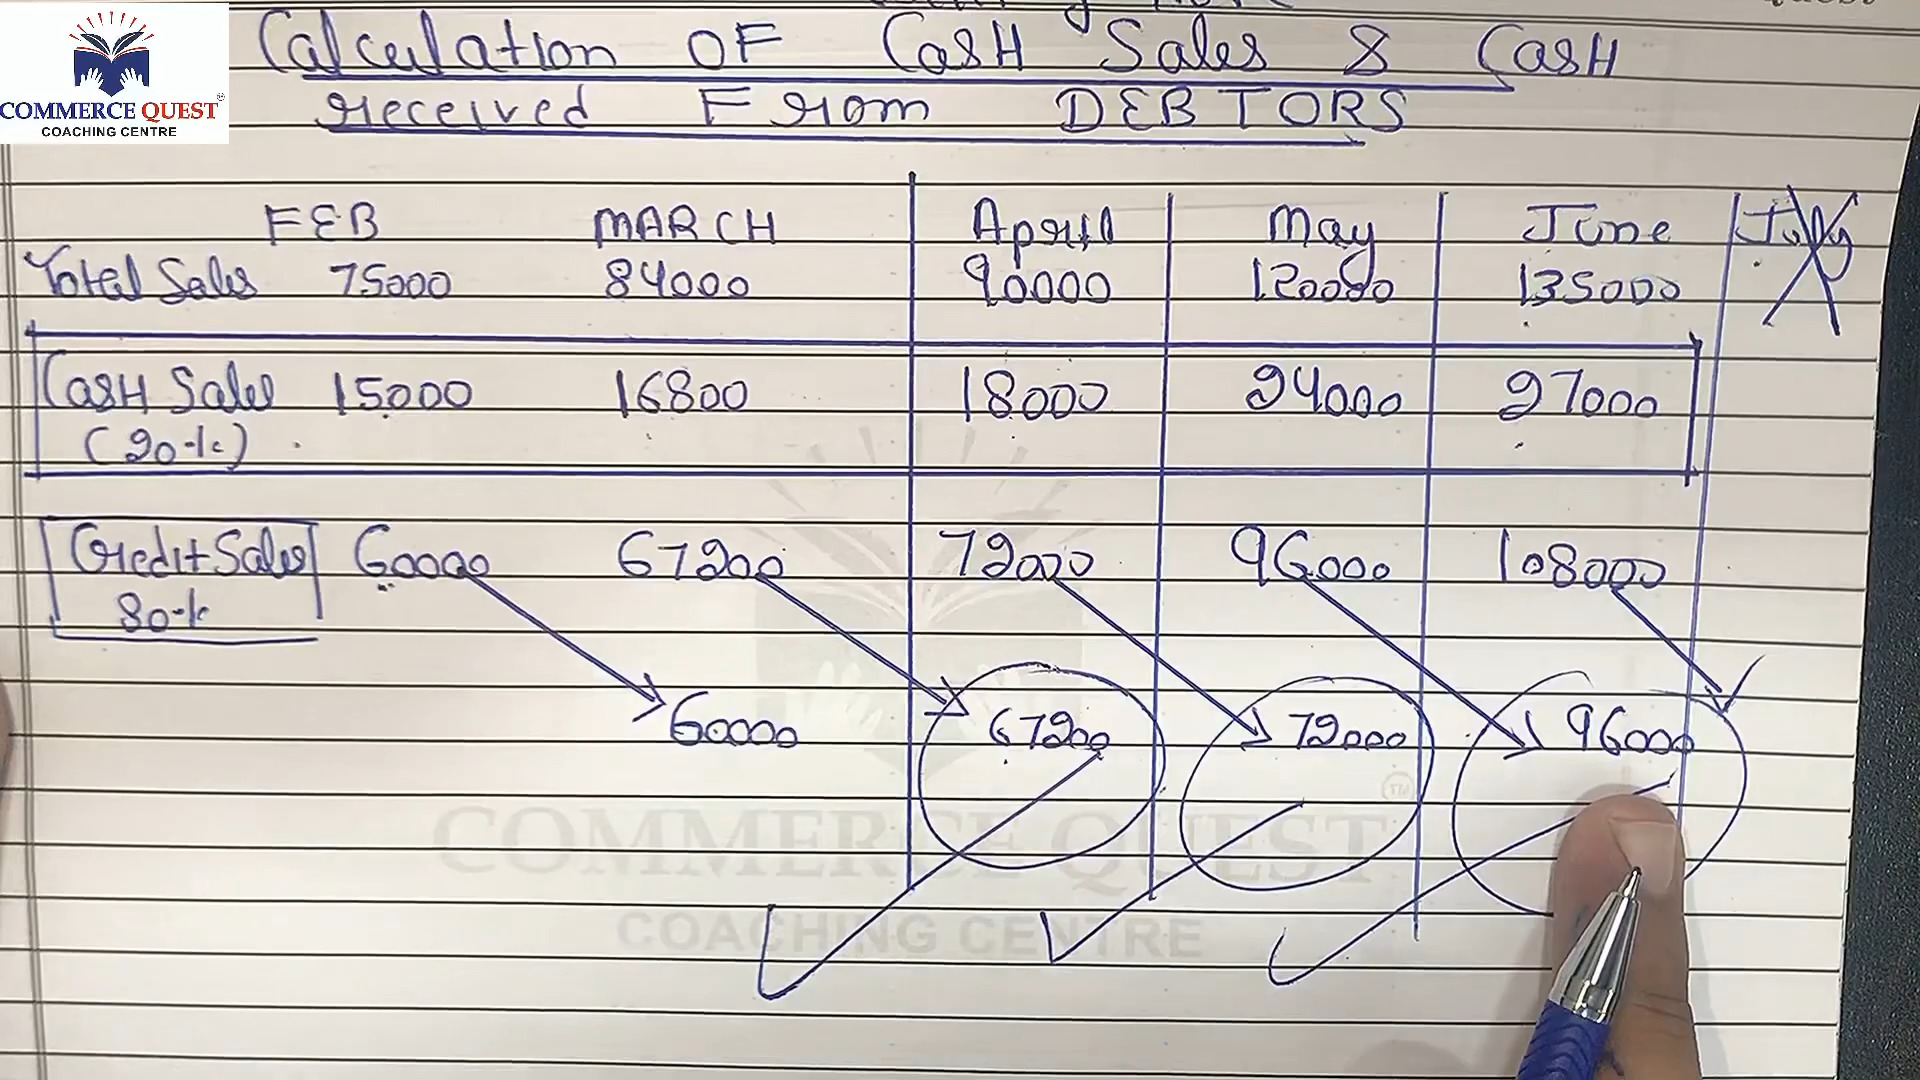 Quest
COMMERCE QUEST
COACHING CENTRE
Calculation OF Cash Sales & Cash
received From DEBTORS
FEB MARCH April May June July
Total Sales 75000 84000 90000 120000 135000
Cash Sales 15000 16800 18000 24000 27000
(20%)
Credit Sales 60000 67200 72000 96000 108000
80%
60000 67200 72000 96000
COMMERCE QUEST
COACHING CENTRE